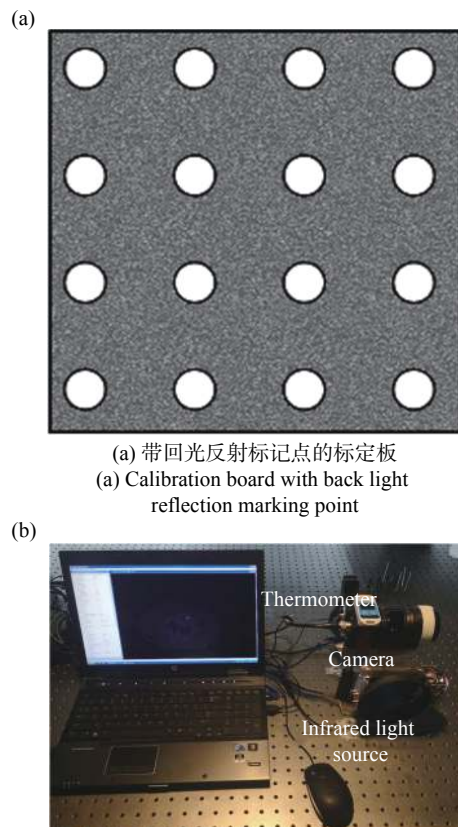 (a)
(a) 带回光反射标记点的标定板
(a) Calibration board with back light
reflection marking point
(b)
Thermometer
Camera
Infrared light
source